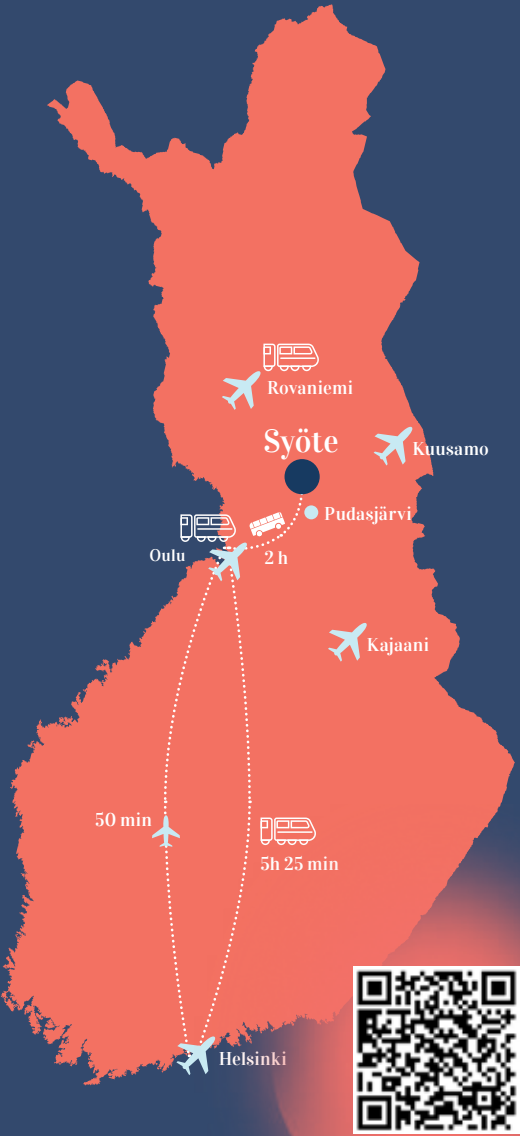 Rovaniemi
Syöte
Kuusamo
Pudasjärvi
Oulu
2 h
Kajaani
50 min
5h 25 min
Helsinki